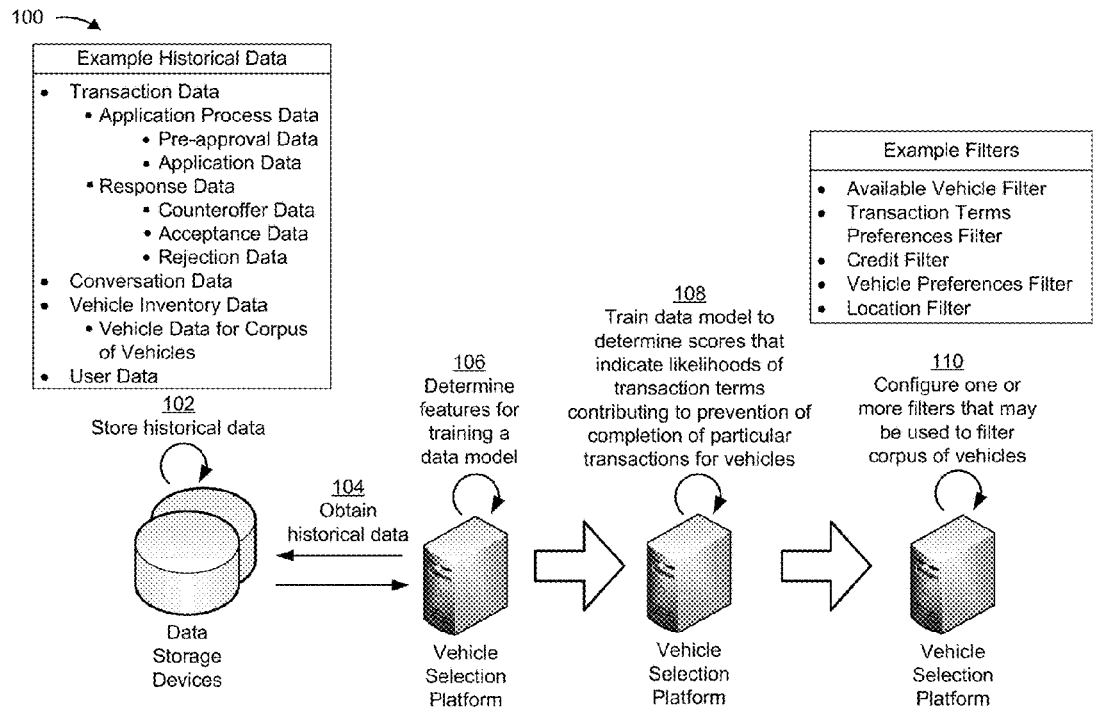 100
Example Historical Data
• Transaction Data
▪ Application Process Data
▪ Pre-approval Data
▪ Application Data
▪ Response Data
▪ Counteroffer Data
▪ Acceptance Data
▪ Rejection Data
• Conversation Data
• Vehicle Inventory Data
▪ Vehicle Data for Corpus
of Vehicles
• User Data
102
Store historical data
Data
Storage
Devices
104
Obtain
historical data
106
Determine
features for
training a
data model
Vehicle
Selection
Platform
108
Train data model to
determine scores that
indicate likelihoods of
transaction terms
contributing to prevention of
completion of particular
transactions for vehicles
Vehicle
Selection
Platform
Example Filters
• Available Vehicle Filter
• Transaction Terms
Preferences Filter
• Credit Filter
• Vehicle Preferences Filter
• Location Filter
110
Configure one or
more filters that may
be used to filter
corpus of vehicles
Vehicle
Selection
Platform